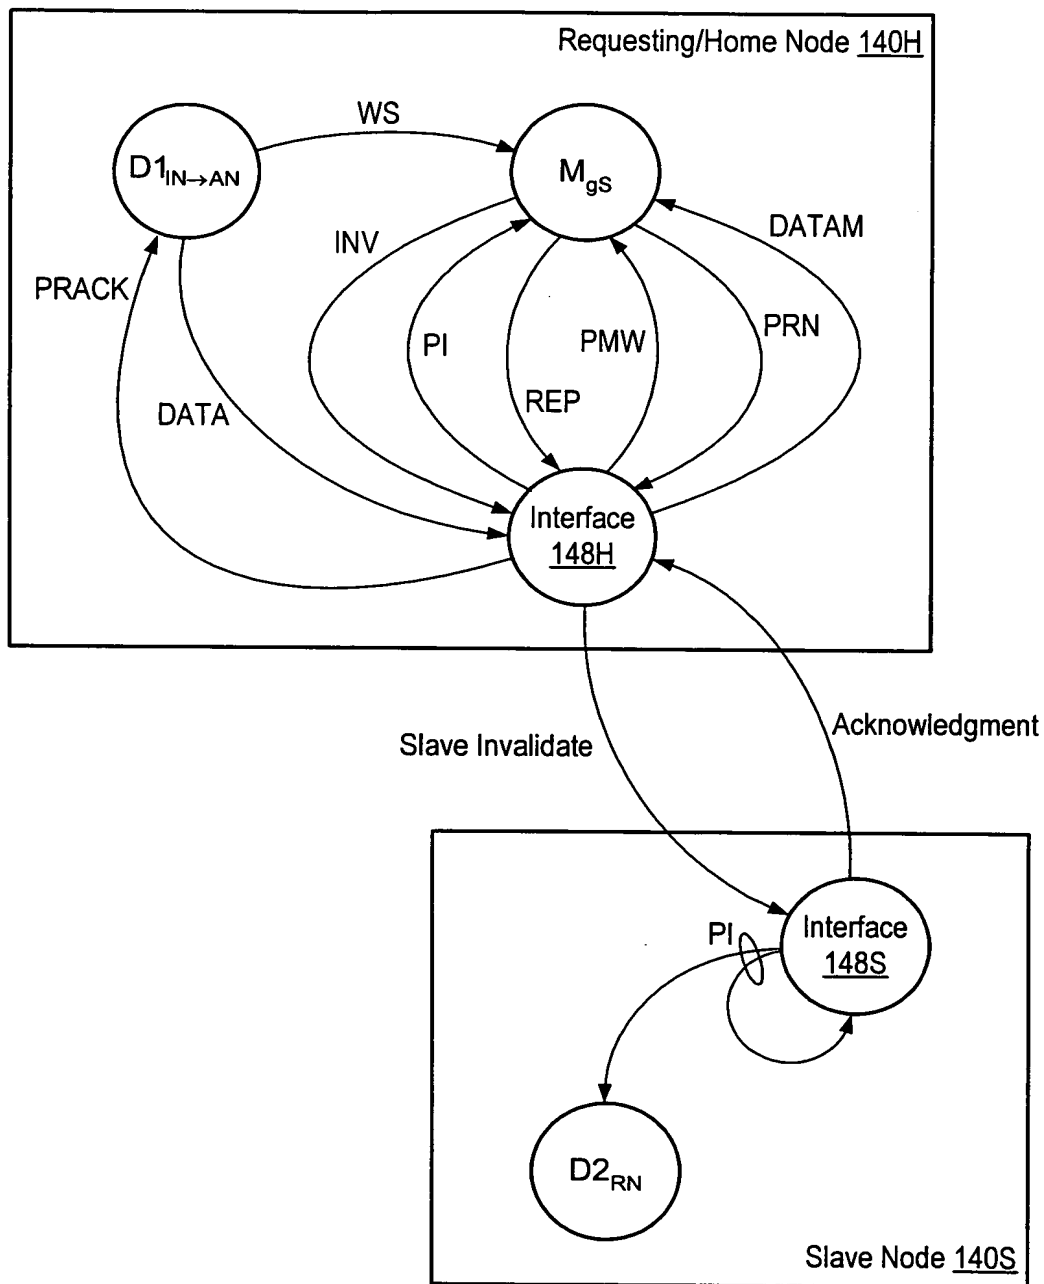 Requesting/Home Node 140H
WS
D1IN→AN
MgS
INV
DATAM
PRACK
PI
PMW
PRN
REP
DATA
Interface
148H
Slave Invalidate
Acknowledgment
PI
Interface
148S
D2RN
Slave Node 140S